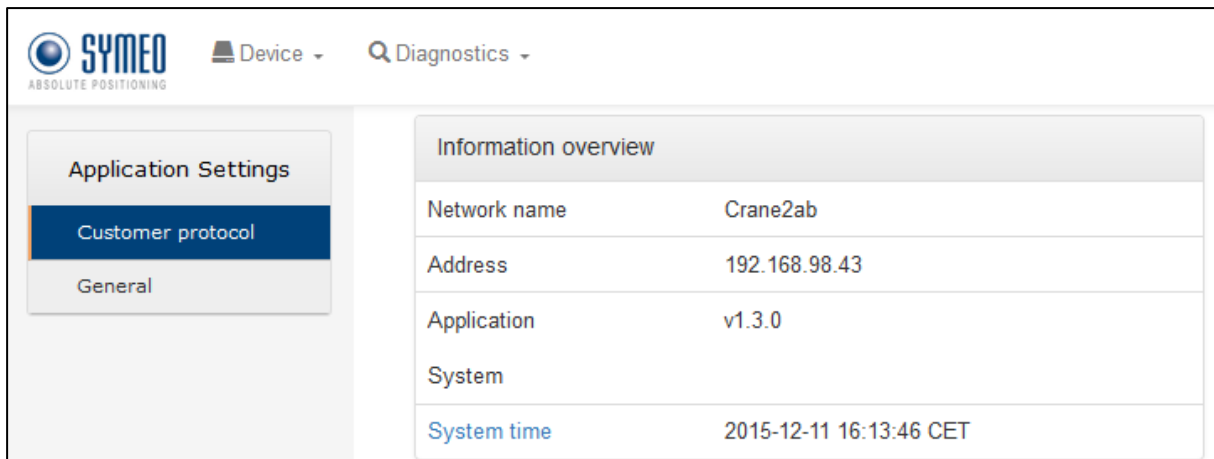 SYMEO
ABSOLUTE POSITIONING
Device
Diagnostics
Application Settings
Customer protocol
General
Information overview
Network name Crane2ab
Address 192.168.98.43
Application v1.3.0
System
System time 2015-12-11 16:13:46 CET